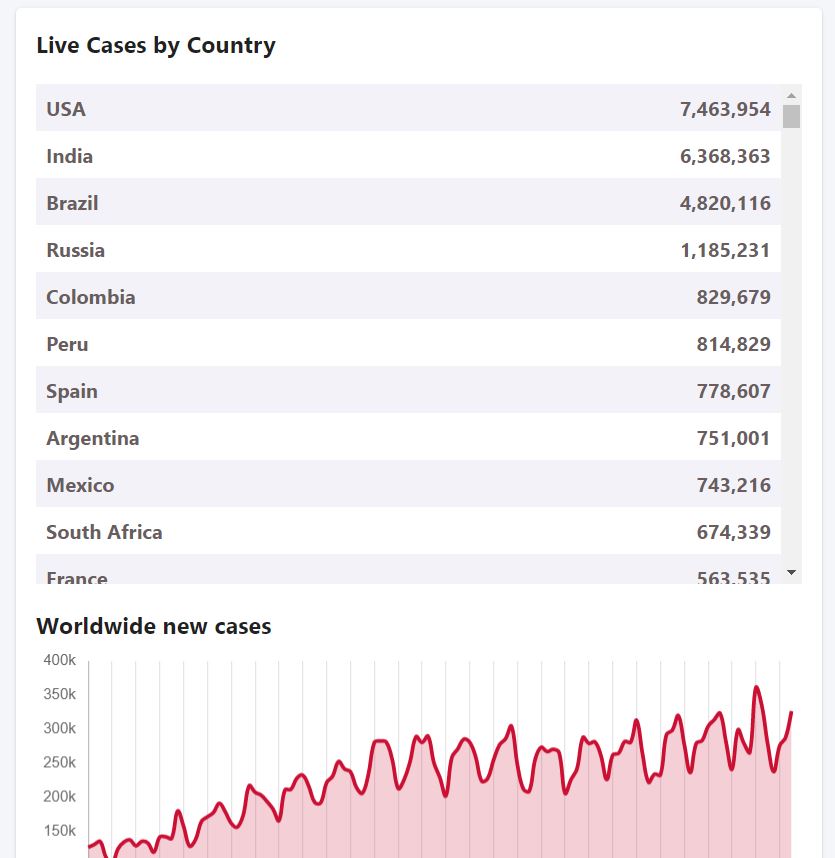 Live Cases by Country
USA 7,463,954
India 6,368,363
Brazil 4,820,116
Russia 1,185,231
Colombia 829,679
Peru 814,829
Spain 778,607
Argentina 751,001
Mexico 743,216
South Africa 674,339
France 563,535
Worldwide new cases
400k
350k
300k
250k
200k
150k